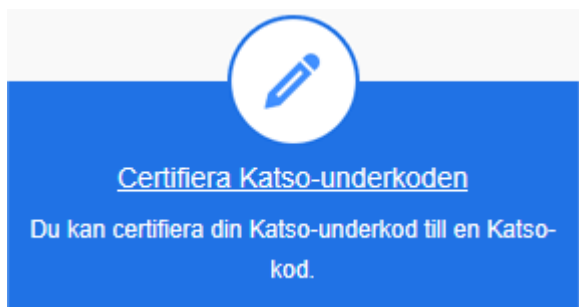 Certifiera Katso-underkoden
Du kan certifiera din Katso-underkod till en Katso-
kod.